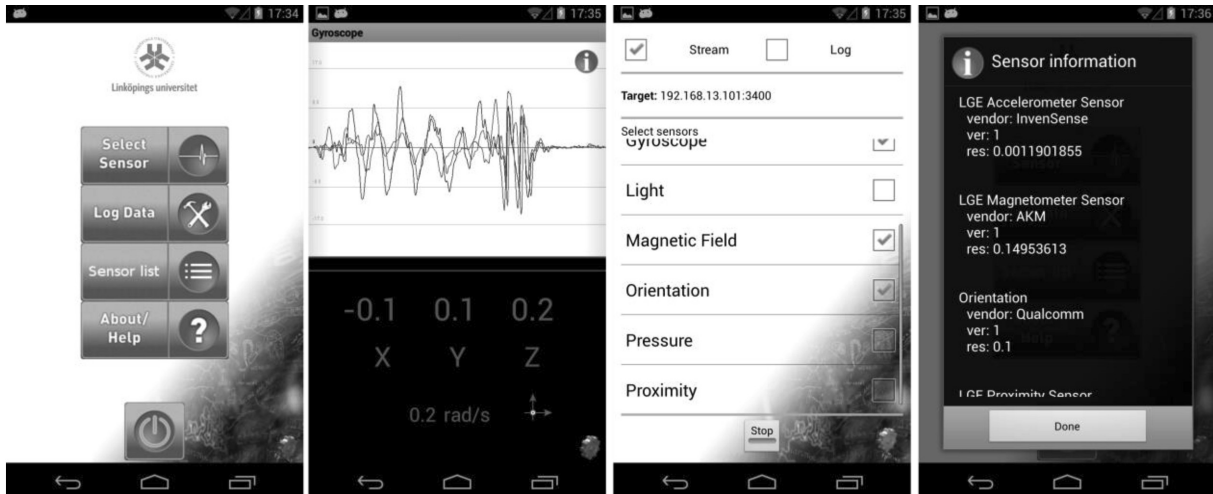 17:34
LINKÖPINGS UNIVERSITET
Linköpings universitet
Select
Sensor
Log Data
Sensor list
About/
Help
17:35
Gyroscope
-0.1 0.1 0.2
X Y Z
0.2 rad/s
17:35
Stream Log
Target: 192.168.13.101:3400
Select sensors
Gyroscope
Light
Magnetic Field
Orientation
Pressure
Proximity
Stop
17:36
Sensor information
LGE Accelerometer Sensor
vendor: InvenSense
ver: 1
res: 0.0011901855
LGE Magnetometer Sensor
vendor: AKM
ver: 1
res: 0.14953613
Orientation
vendor: Qualcomm
ver: 1
res: 0.1
LGE Proximity Sensor
Done